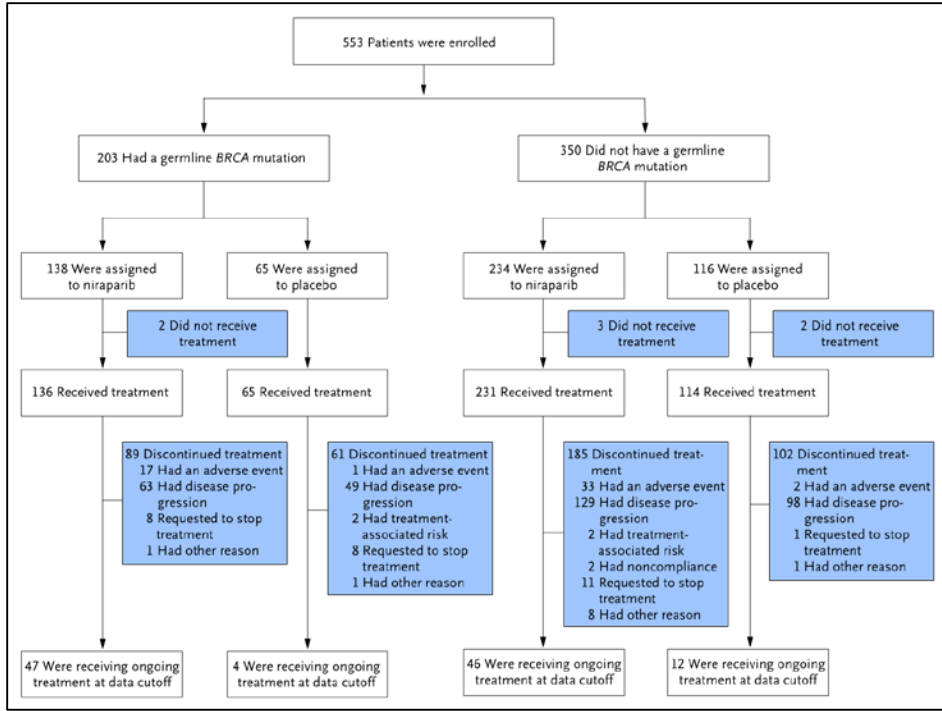 553 Patients were enrolled
203 Had a germline BRCA mutation
350 Did not have a germline
BRCA mutation
138 Were assigned
to niraparib
65 Were assigned
to placebo
234 Were assigned
to niraparib
116 Were assigned
to placebo
2 Did not receive
treatment
3 Did not receive
treatment
2 Did not receive
treatment
136 Received treatment
65 Received treatment
231 Received treatment
114 Received treatment
89 Discontinued treatment
17 Had an adverse event
63 Had disease pro-
gression
8 Requested to stop
treatment
1 Had other reason
61 Discontinued treatment
1 Had an adverse event
49 Had disease pro-
gression
2 Had treatment-
associated risk
8 Requested to stop
treatment
1 Had other reason
185 Discontinued treat-
ment
33 Had an adverse event
129 Had disease pro-
gression
2 Had treatment-
associated risk
2 Had noncompliance
11 Requested to stop
treatment
8 Had other reason
102 Discontinued treat-
ment
2 Had an adverse event
98 Had disease pro-
gression
1 Requested to stop
treatment
1 Had other reason
47 Were receiving ongoing
treatment at data cutoff
4 Were receiving ongoing
treatment at data cutoff
46 Were receiving ongoing
treatment at data cutoff
12 Were receiving ongoing
treatment at data cutoff